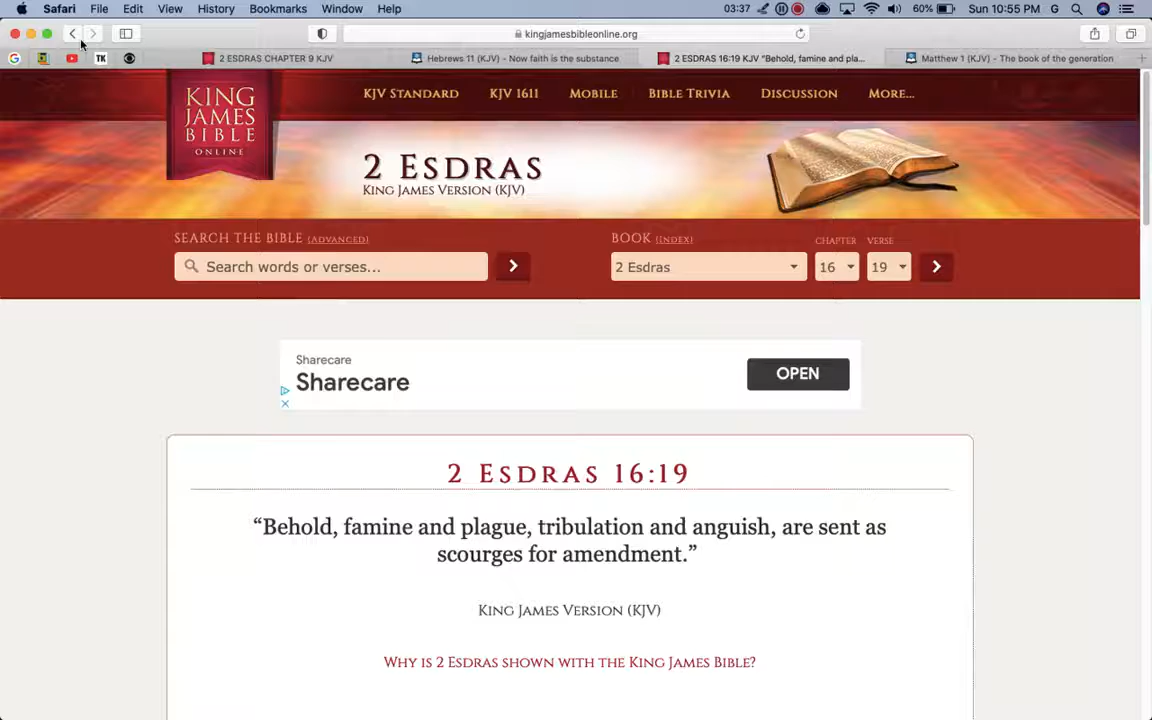 Safari File Edit View History Bookmarks Window Help 03:37 60% Sun 10:55 PM G
kingjamesbibleonline.org
G TK 2 ESDRAS CHAPTER 9 KJV Hebrews 11 (KJV) - Now faith is the substance 2 ESDRAS 16:19 KJV "Behold, famine and pla... Matthew 1 (KJV) - The book of the generation
KING
JAMES
BIBLE
ONLINE
KJV STANDARD KJV 1611 MOBILE BIBLE TRIVIA DISCUSSION MORE...
2 ESDRAS
KING JAMES VERSION (KJV)
SEARCH THE BIBLE (ADVANCED) BOOK (INDEX) CHAPTER VERSE
Search words or verses... 2 Esdras 16 19
Sharecare
Sharecare OPEN
2 ESDRAS 16:19
“Behold, famine and plague, tribulation and anguish, are sent as
scourges for amendment.”
KING JAMES VERSION (KJV)
WHY IS 2 ESDRAS SHOWN WITH THE KING JAMES BIBLE?